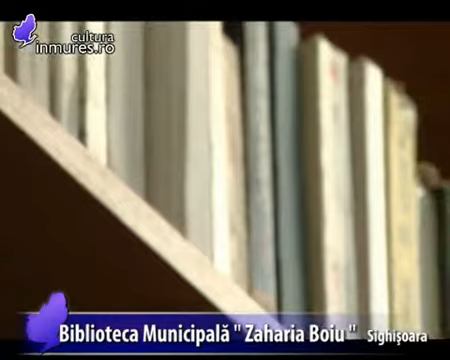 cultura
inmures.ro
Biblioteca Municipală " Zaharia Boiu " Sighişoara